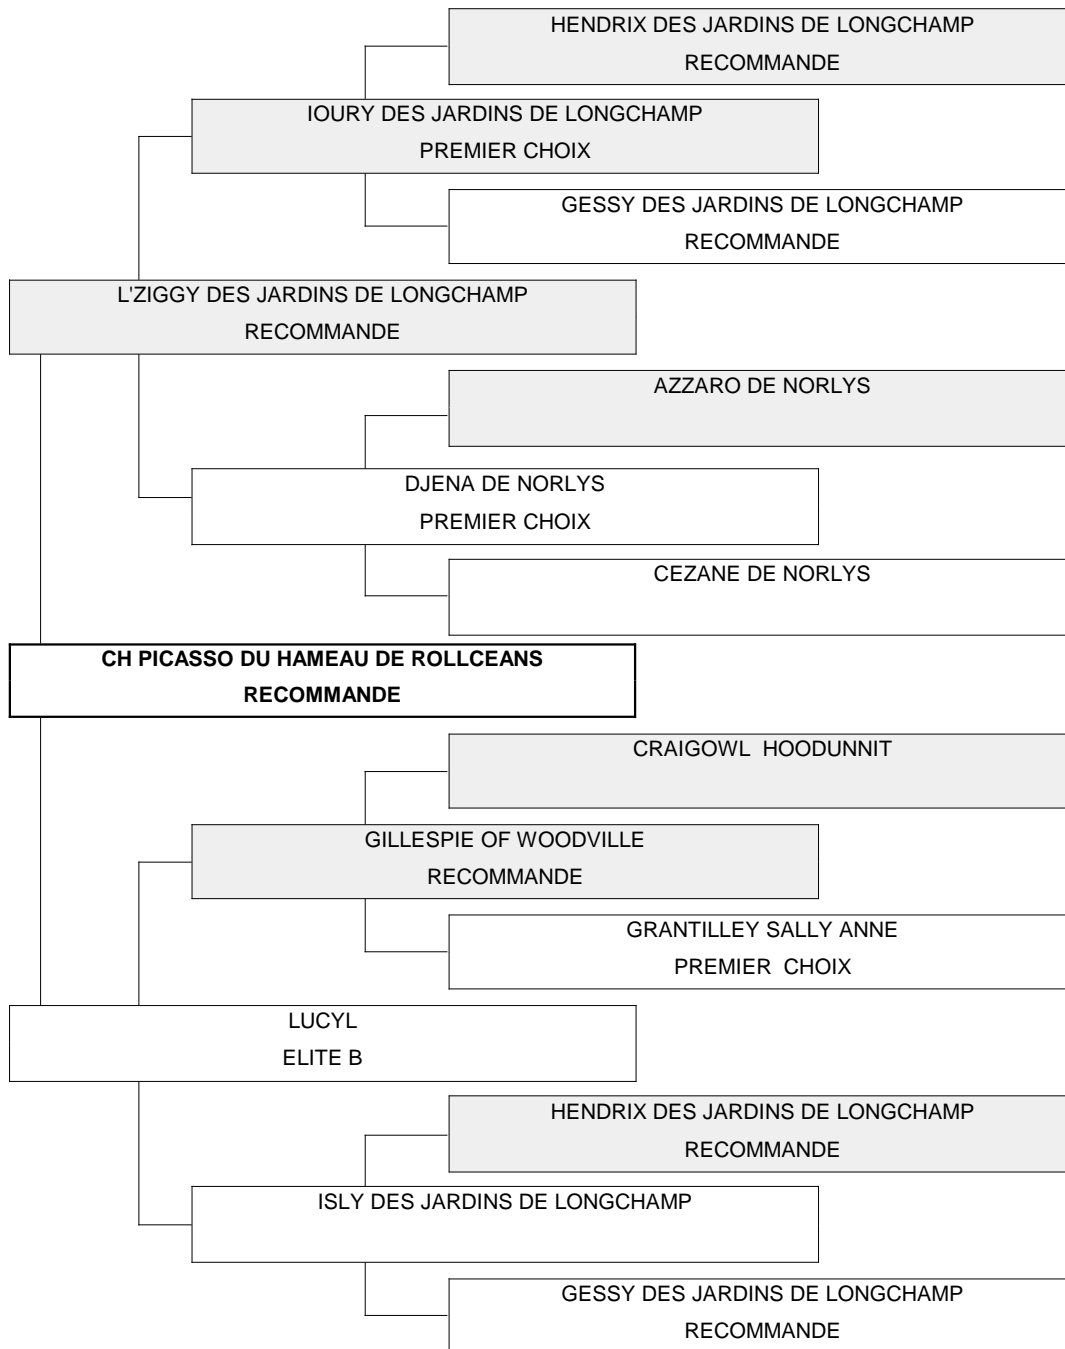 HENDRIX DES JARDINS DE LONGCHAMP
RECOMMANDE
IOURY DES JARDINS DE LONGCHAMP
PREMIER CHOIX
GESSY DES JARDINS DE LONGCHAMP
RECOMMANDE
L'ZIGGY DES JARDINS DE LONGCHAMP
RECOMMANDE
AZZARO DE NORLYS
DJENA DE NORLYS
PREMIER CHOIX
CEZANE DE NORLYS
CH PICASSO DU HAMEAU DE ROLLCEANS
RECOMMANDE
CRAIGOWL  HOODUNNIT
GILLESPIE OF WOODVILLE
RECOMMANDE
GRANTILLEY SALLY ANNE
PREMIER  CHOIX
LUCYL
ELITE B
HENDRIX DES JARDINS DE LONGCHAMP
RECOMMANDE
ISLY DES JARDINS DE LONGCHAMP
GESSY DES JARDINS DE LONGCHAMP
RECOMMANDE